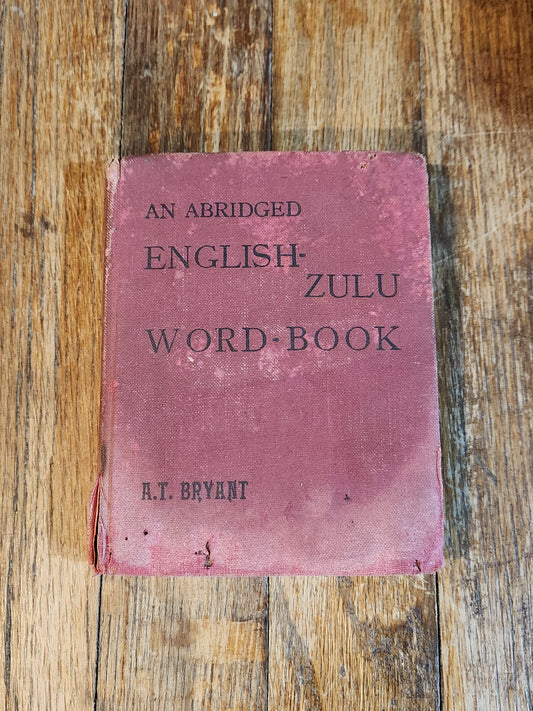 AN ABRIDGED
ENGLISH-
ZULU
WORD-BOOK
A.T. BRYANT